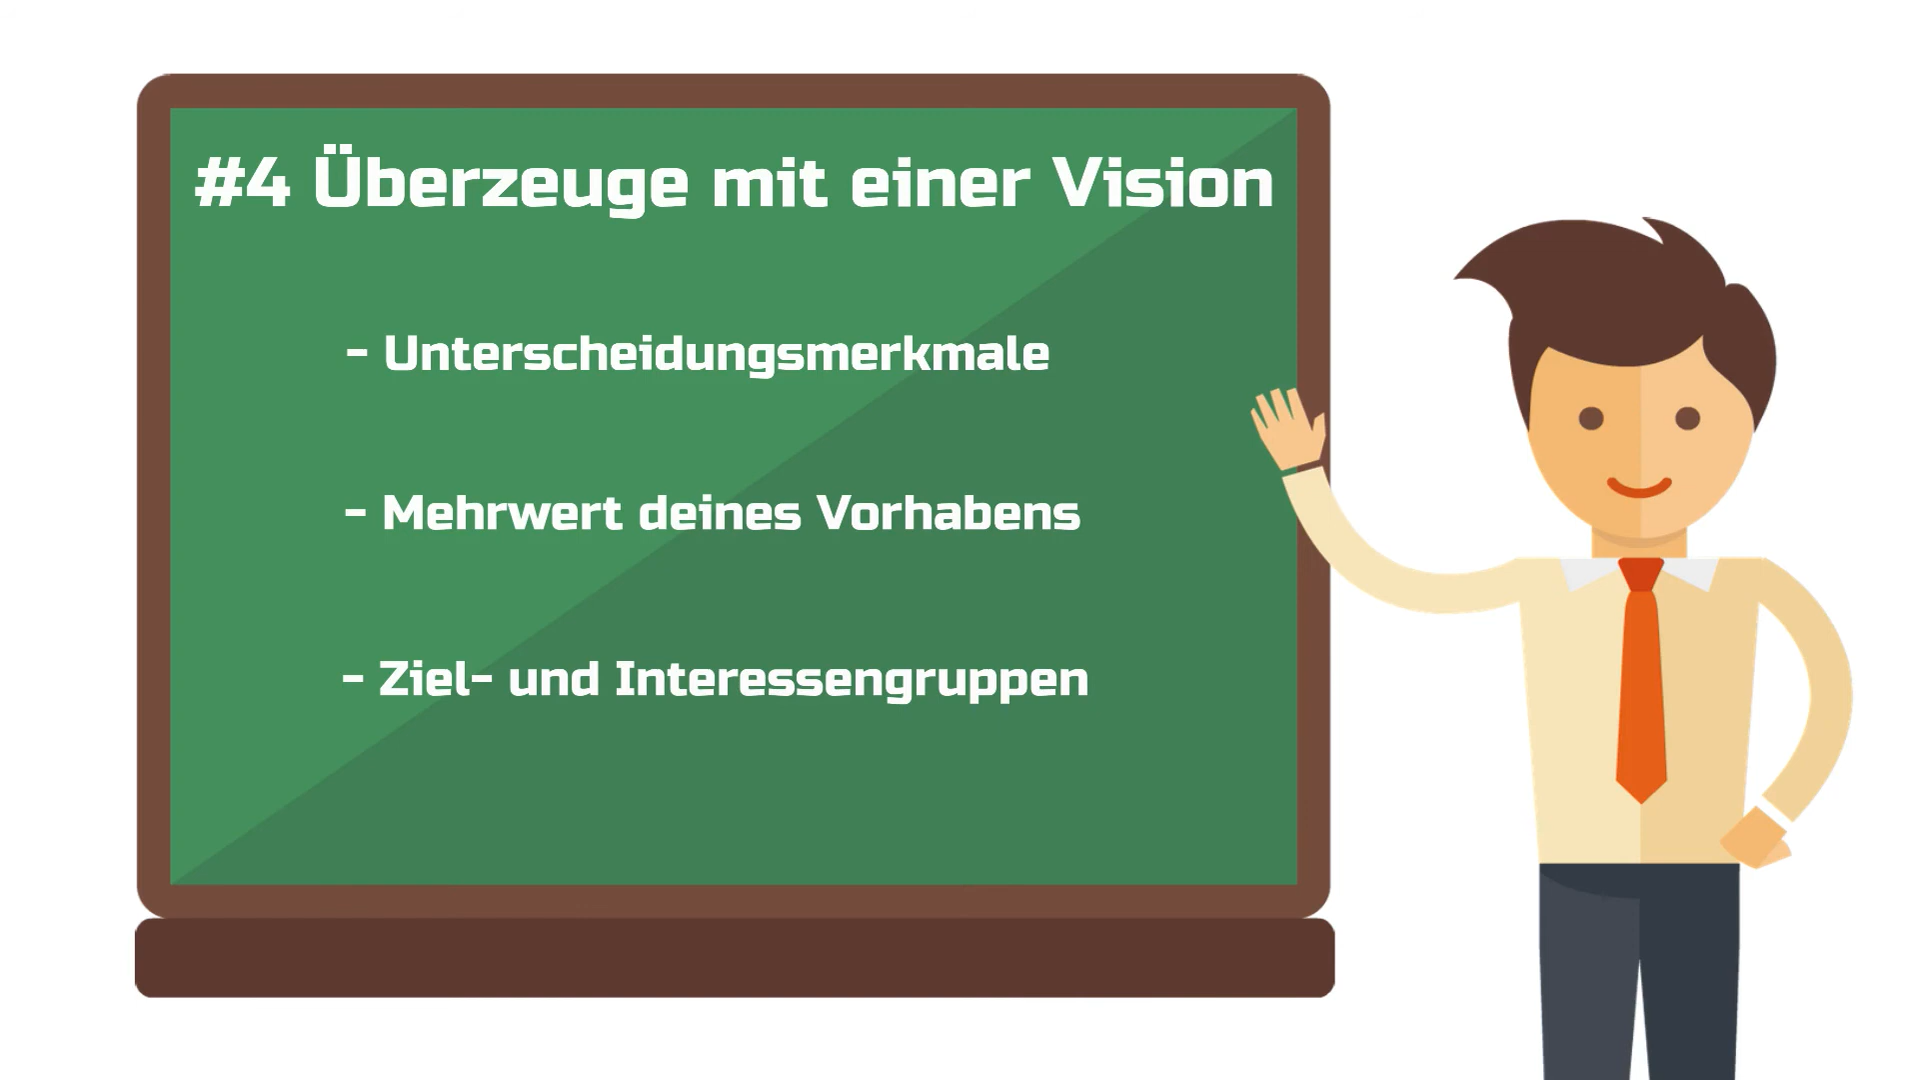 #4 Überzeuge mit einer Vision
- Unterscheidungsmerkmale
- Mehrwert deines Vorhabens
- Ziel- und Interessengruppen